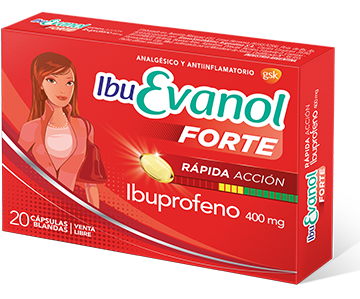 ANALGÉSICO Y ANTIINFLAMATORIO
gsk
IbuEvanol
FORTE
RÁPIDA ACCIÓN
Ibuprofeno 400 mg
20 CÁPSULAS BLANDAS
VENTA LIBRE
IbuEvanol
FORTE
RÁPIDA ACCIÓN
Ibuprofeno 400 mg